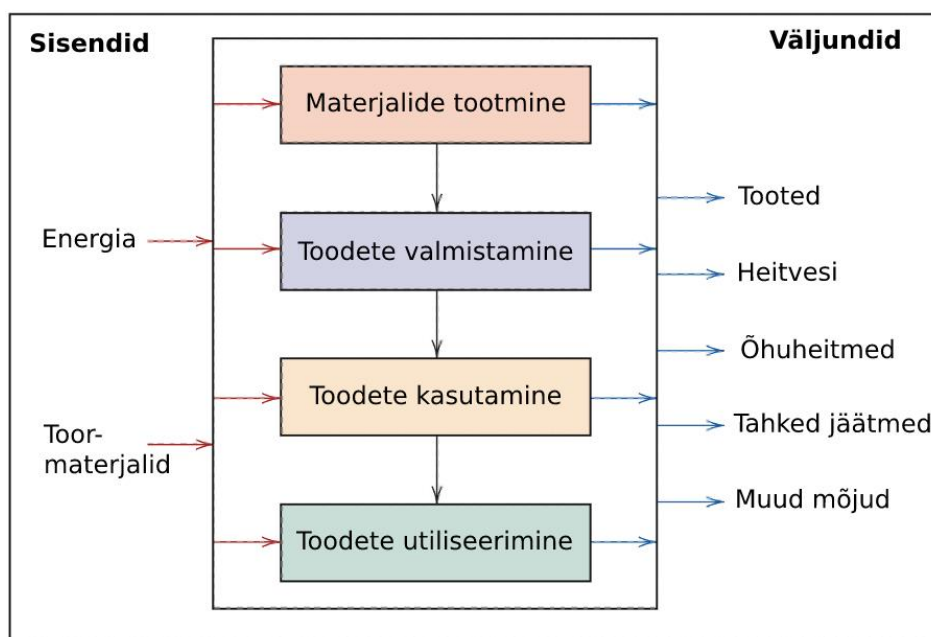 Sisendid
Väljundid
Materjalide tootmine
Tooted
Energia
Toodete valmistamine
Heitvesi
Õhuheitmed
Toodete kasutamine
Tahked jäätmed
Toor-
materjalid
Muud mõjud
Toodete utiliseerimine